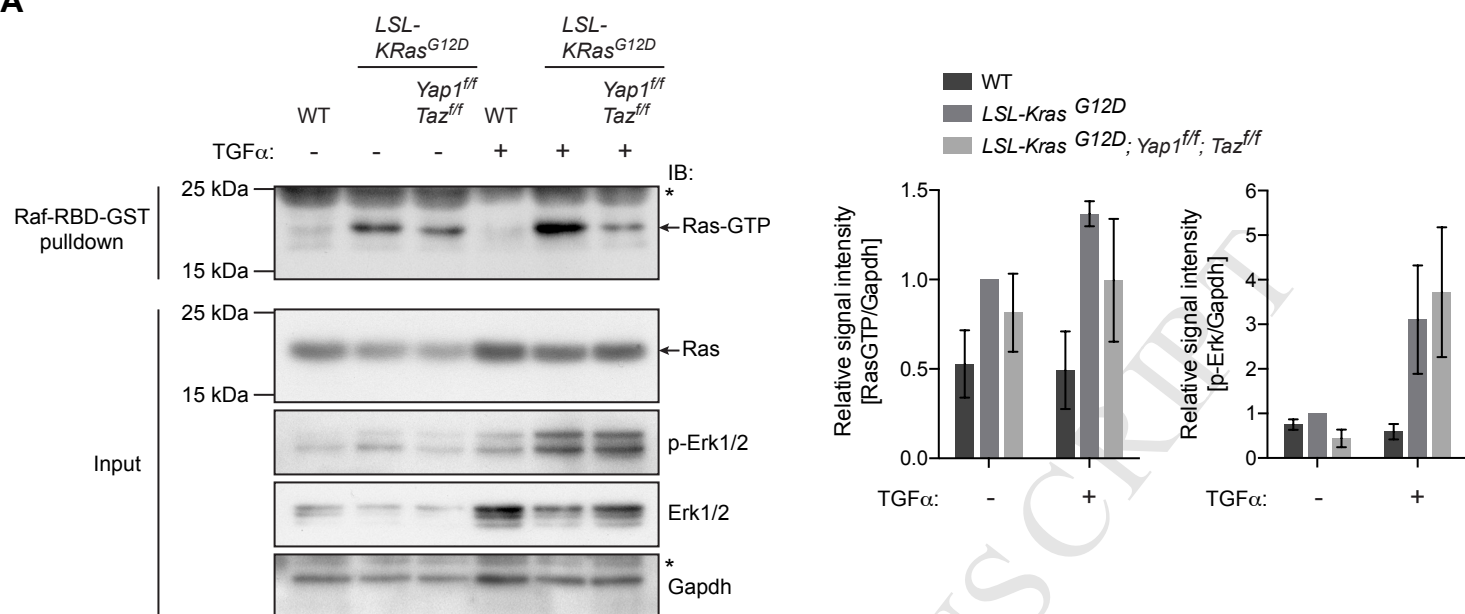 A
LSL-
KRasG12D
LSL-
KRasG12D
WT
Yap1f/f
Tazf/f
WT
Yap1f/f
Tazf/f
TGFα: - - - + + +
IB:
Raf-RBD-GST
pulldown
25 kDa
*
Ras-GTP
15 kDa
Input
25 kDa
Ras
15 kDa
p-Erk1/2
Erk1/2
*
Gapdh
WT
LSL-Kras G12D
LSL-Kras G12D; Yap1f/f; Tazf/f
Relative signal intensity
[RasGTP/Gapdh]
1.5
1.0
0.5
0.0
TGFα: - +
Relative signal intensity
[p-Erk/Gapdh]
6
5
4
3
2
1
0
TGFα: - +
USCRIPT